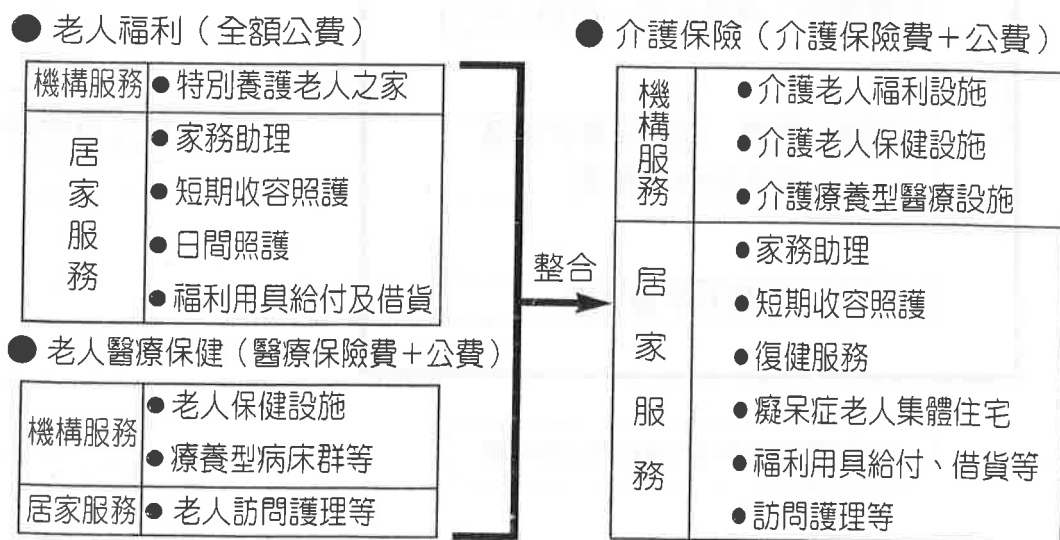 ● 老人福利（全額公費）
機構服務
● 特別養護老人之家
居家服務
● 家務助理
● 短期收容照護
● 日間照護
● 福利用具給付及借貸
● 老人醫療保健（醫療保險費＋公費）
機構服務
● 老人保健設施
● 療養型病床群等
居家服務
● 老人訪問護理等
整合
● 介護保險（介護保險費＋公費）
機構服務
● 介護老人福利設施
● 介護老人保健設施
● 介護療養型醫療設施
居家服務
● 家務助理
● 短期收容照護
● 復健服務
● 癡呆症老人集體住宅
● 福利用具給付、借貸等
● 訪問護理等